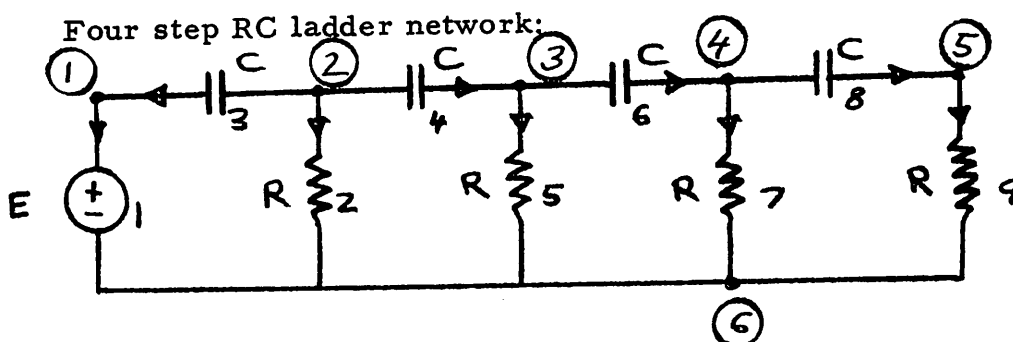 Four step RC ladder network:
1 C 2 C 3 C 4 C 5
3 4 6 8
E + - 1 R 2 R 5 R 7 R 9
6